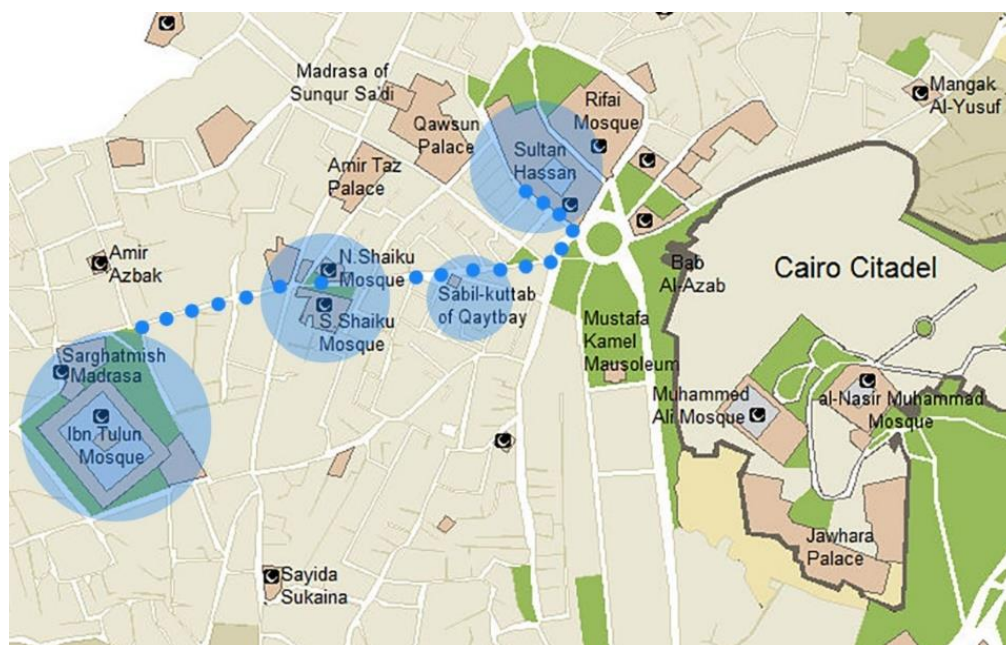 Madrasa of
Sunqur Sa'di
Qawsun
Palace
Rifai
Mosque
Mangak
Al-Yusuf
Sultan
Hassan
Amir Taz
Palace
Amir
Azbak
N.Shaiku
Mosque
S.Shaiku
Mosque
Sabil-kuttab
of Qaytbay
Bab
Al-Azab
Cairo Citadel
Mustafa
Kamel
Mausoleum
Sarghatmish
Madrasa
Ibn Tulun
Mosque
Muhammed
Ali Mosque
al-Nasir Muhammad
Mosque
Jawhara
Palace
Sayida
Sukaina